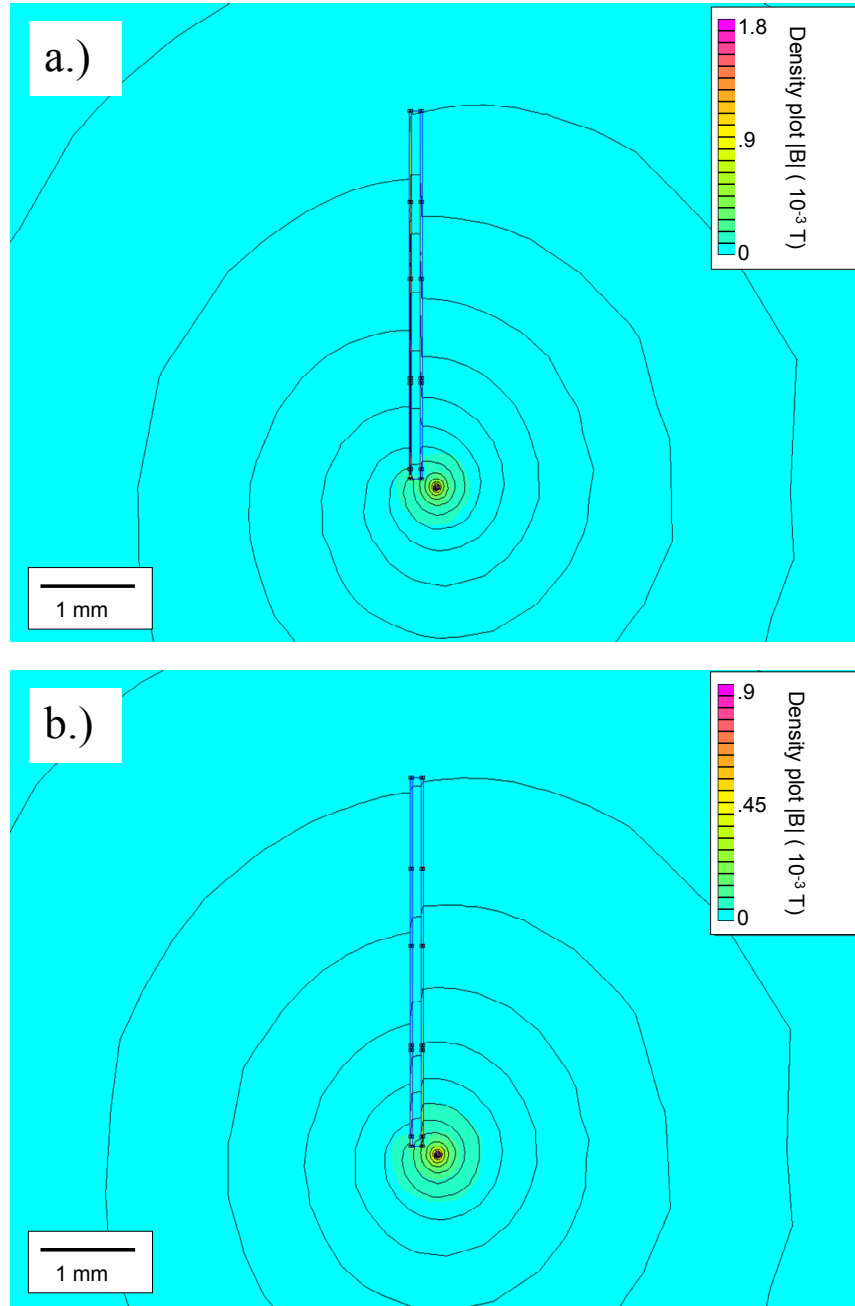 a.)
1.8
.9
0
Density plot |B| ( 10⁻³ T)
1 mm
b.)
.9
.45
0
Density plot |B| ( 10⁻³ T)
1 mm